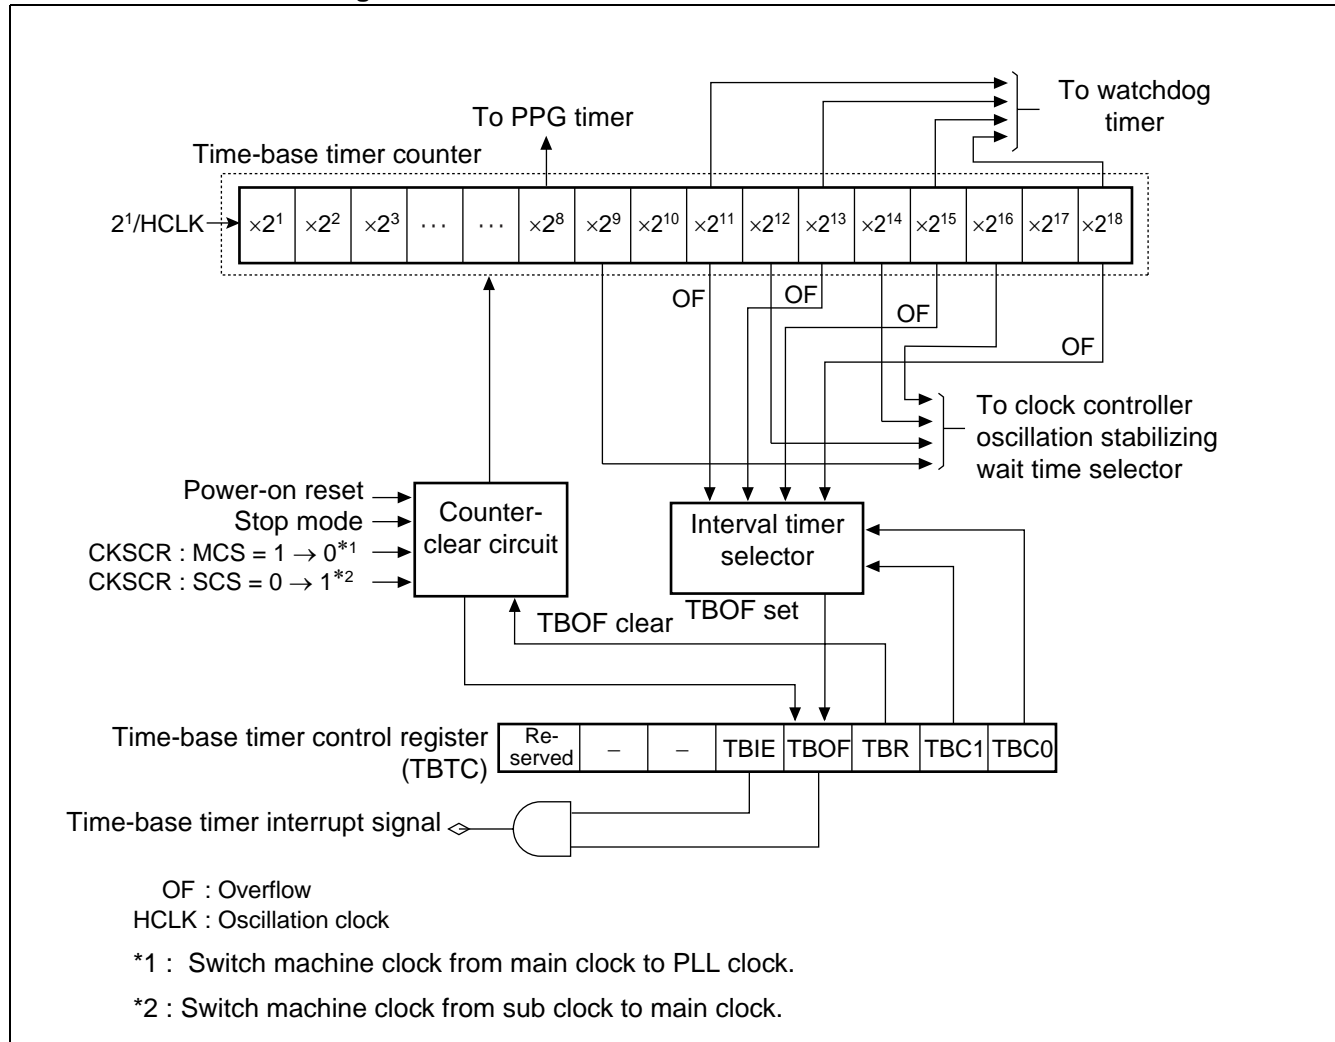 To watchdog
timer
To PPG timer
Time-base timer counter
2¹/HCLK
×2¹ ×2² ×2³ ··· ··· ×2⁸ ×2⁹ ×2¹⁰ ×2¹¹ ×2¹² ×2¹³ ×2¹⁴ ×2¹⁵ ×2¹⁶ ×2¹⁷ ×2¹⁸
OF
OF
OF
OF
To clock controller
oscillation stabilizing
wait time selector
Power-on reset
Stop mode
CKSCR : MCS = 1 → 0*1
CKSCR : SCS = 0 → 1*2
Counter-
clear circuit
Interval timer
selector
TBOF clear
TBOF set
Time-base timer control register
(TBTC)
Re-
served
– – TBIE TBOF TBR TBC1 TBC0
Time-base timer interrupt signal
OF : Overflow
HCLK : Oscillation clock
*1 : Switch machine clock from main clock to PLL clock.
*2 : Switch machine clock from sub clock to main clock.